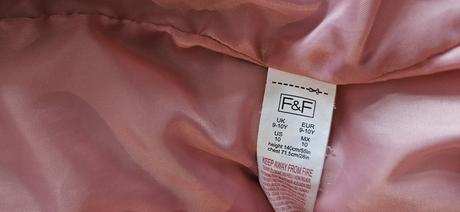 F&F
UK EUR
9-10Y 9-10Y
US MX
10 10
height 140cm/55in
chest 71.5cm/28in
KEEP AWAY FROM FIRE